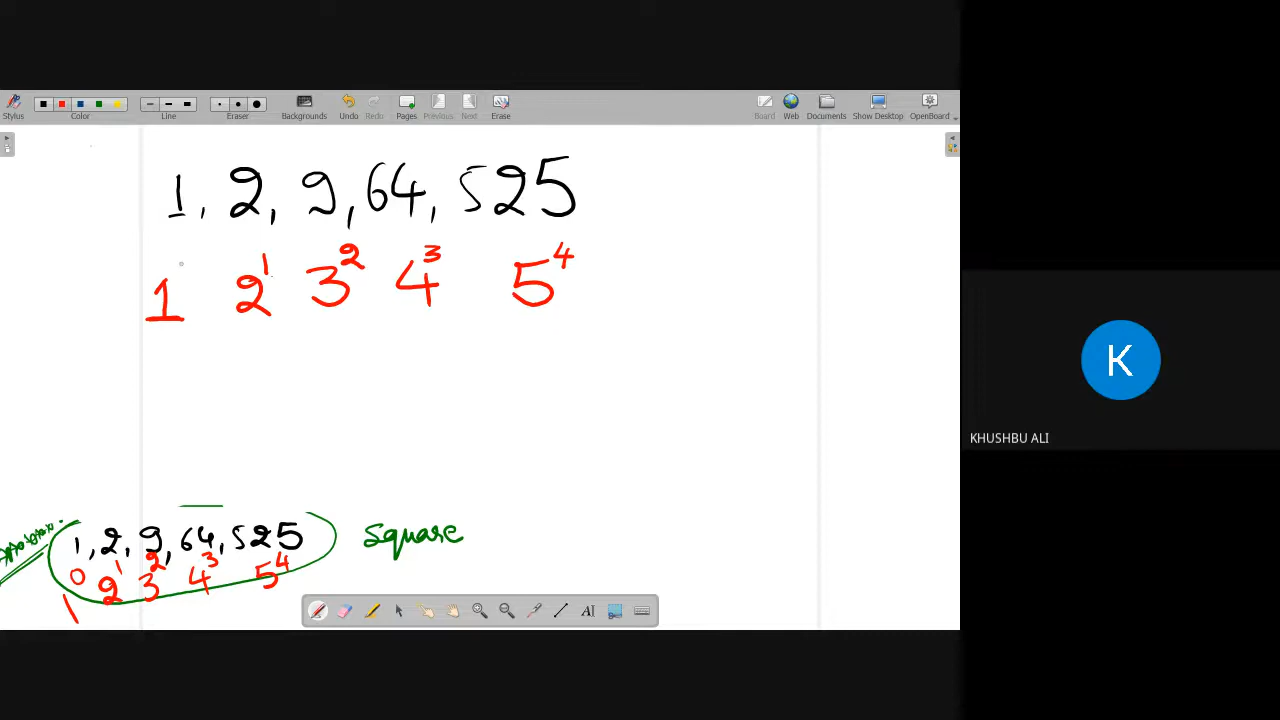 Stylus Color Line Eraser Backgrounds Undo Redo Pages Previous Next Erase Board Web Documents Show Desktop OpenBoard
1, 2, 9, 64, 525
1 2¹ 3² 4³ 5⁴
K
KHUSHBU ALI
1, 2, 9, 64, 525 square
1⁰ 2¹ 3² 4³ 5⁴
AI